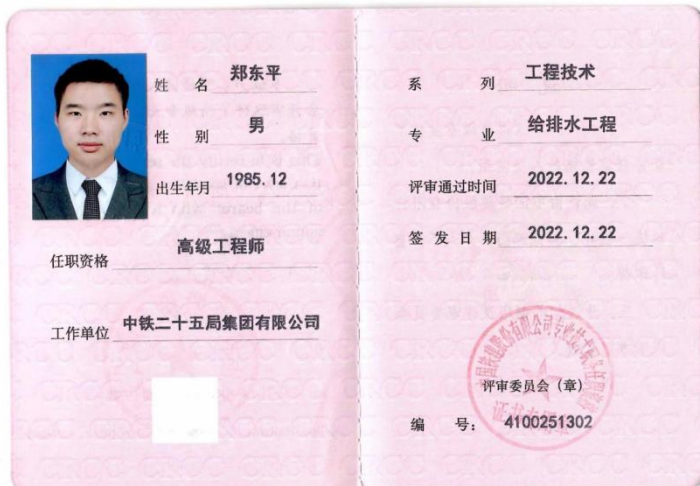 姓 名 郑东平
性 别 男
出生年月 1985.12
任职资格 高级工程师
工作单位 中铁二十五局集团有限公司
系 列 工程技术
专 业 给排水工程
评审通过时间 2022.12.22
签发日期 2022.12.22
评审委员会（章）
编 号： 4100251302